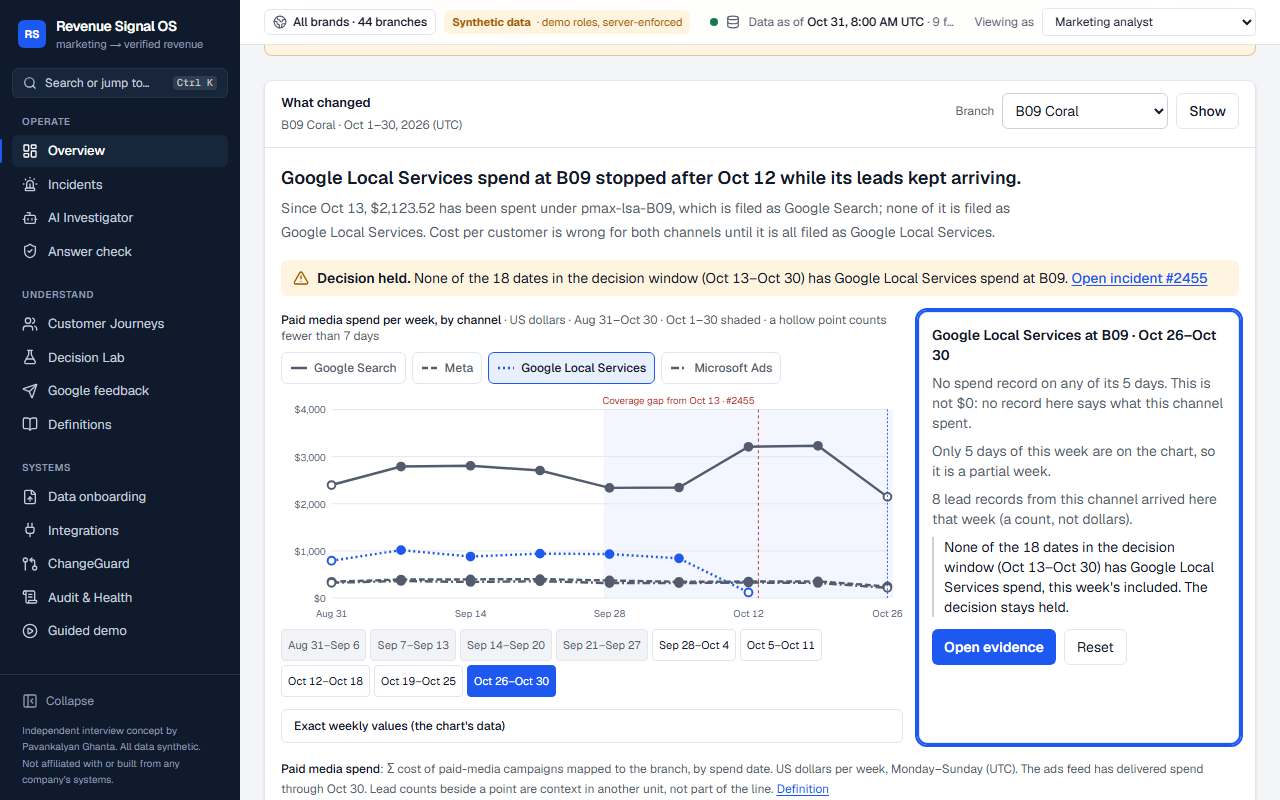 RS
Revenue Signal OS
marketing → verified revenue
Search or jump to...
Ctrl K
OPERATE
Overview
Incidents
AI Investigator
Answer check
UNDERSTAND
Customer Journeys
Decision Lab
Google feedback
Definitions
SYSTEMS
Data onboarding
Integrations
ChangeGuard
Audit & Health
Guided demo
Collapse
Independent interview concept by
Pavankalyan Ghanta. All data synthetic.
Not affiliated with or built from any
company's systems.
All brands · 44 branches
Synthetic data · demo roles, server-enforced
Data as of Oct 31, 8:00 AM UTC · 9 f...
Viewing as
Marketing analyst
What changed
B09 Coral · Oct 1–30, 2026 (UTC)
Branch
B09 Coral
Show
Google Local Services spend at B09 stopped after Oct 12 while its leads kept arriving.
Since Oct 13, $2,123.52 has been spent under pmax-lsa-B09, which is filed as Google Search; none of it is filed as
Google Local Services. Cost per customer is wrong for both channels until it is all filed as Google Local Services.
Decision held. None of the 18 dates in the decision window (Oct 13–Oct 30) has Google Local Services spend at B09. Open incident #2455
Paid media spend per week, by channel · US dollars · Aug 31–Oct 30 · Oct 1–30 shaded · a hollow point counts
fewer than 7 days
Google Search
Meta
Google Local Services
Microsoft Ads
Coverage gap from Oct 13 · #2455
$4,000
$3,000
$2,000
$1,000
$0
Aug 31
Sep 14
Sep 28
Oct 12
Oct 26
Aug 31–Sep 6
Sep 7–Sep 13
Sep 14–Sep 20
Sep 21–Sep 27
Sep 28–Oct 4
Oct 5–Oct 11
Oct 12–Oct 18
Oct 19–Oct 25
Oct 26–Oct 30
Exact weekly values (the chart's data)
Google Local Services at B09 · Oct 26–Oct
30
No spend record on any of its 5 days. This is
not $0: no record here says what this channel
spent.
Only 5 days of this week are on the chart, so
it is a partial week.
8 lead records from this channel arrived here
that week (a count, not dollars).
None of the 18 dates in the decision
window (Oct 13–Oct 30) has Google Local
Services spend, this week's included. The
decision stays held.
Open evidence
Reset
Paid media spend: Σ cost of paid-media campaigns mapped to the branch, by spend date. US dollars per week, Monday–Sunday (UTC). The ads feed has delivered spend
through Oct 30. Lead counts beside a point are context in another unit, not part of the line. Definition